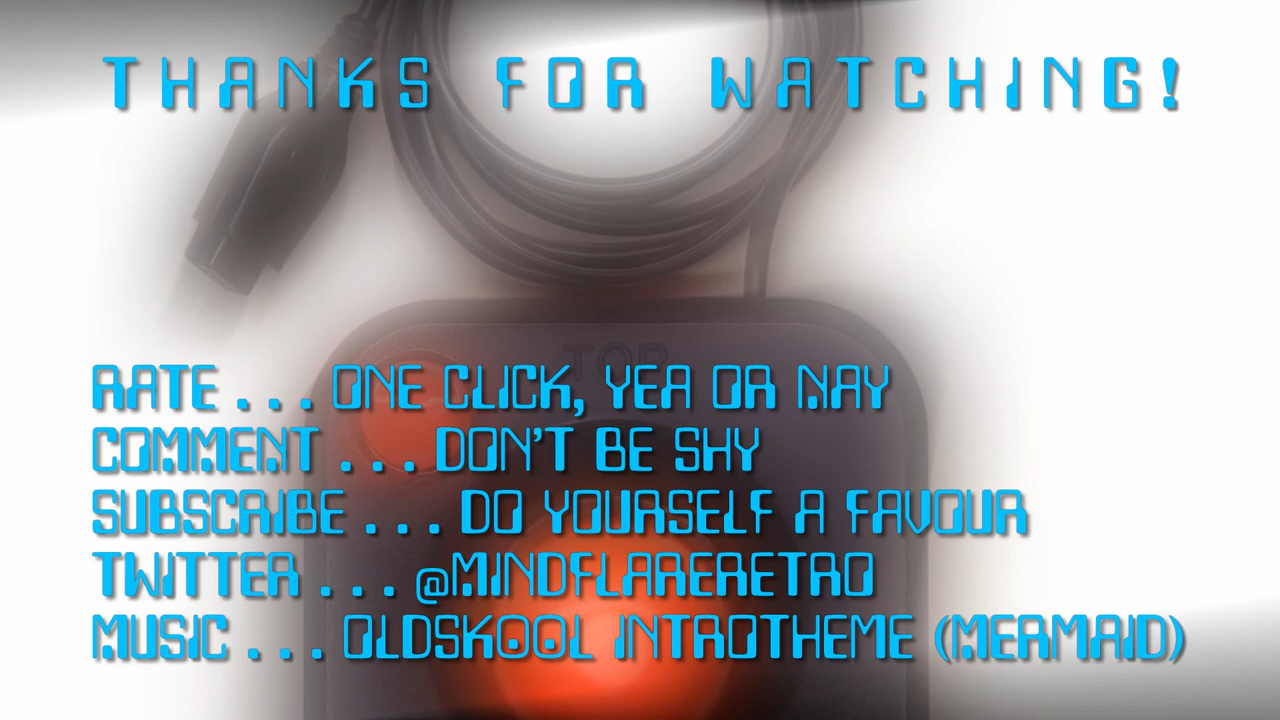 THANKS FOR WATCHING!
TOP
RATE . . . ONE CLICK, YEA OR NAY
COMMENT . . . DON'T BE SHY
SUBSCRIBE . . . DO YOURSELF A FAVOUR
TWITTER . . . @MINDFLARERETRO
MUSIC . . . OLDSKOOL INTROTHEME (MERMAID)